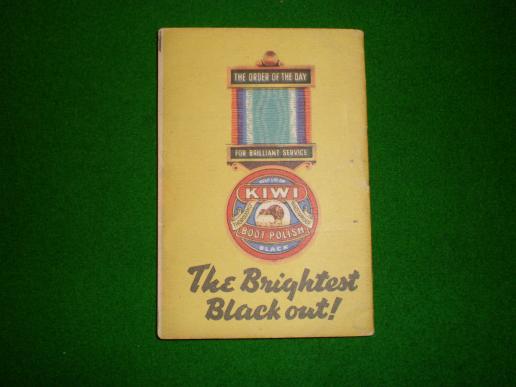 THE ORDER OF THE DAY
FOR BRILLIANT SERVICE
KIWI
BOOT POLISH
BLACK
The Brightest
Black out!